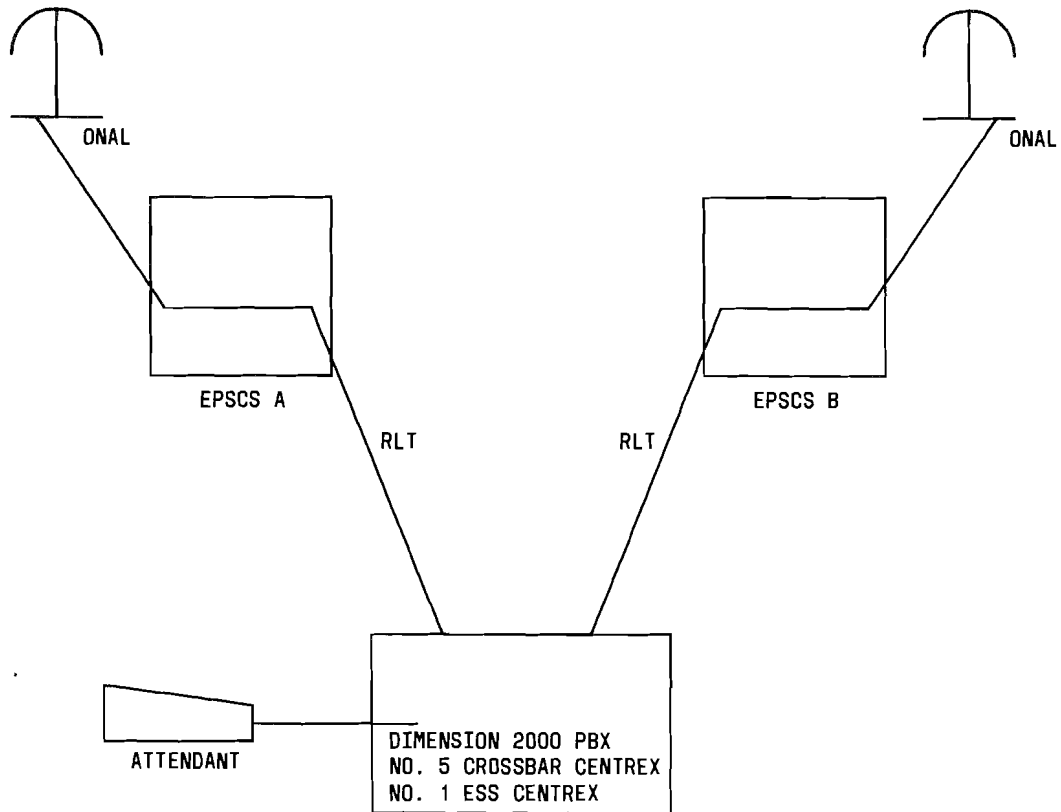 ONAL
ONAL
EPSCS A
EPSCS B
RLT
RLT
ATTENDANT
DIMENSION 2000 PBX
NO. 5 CROSSBAR CENTREX
NO. 1 ESS CENTREX